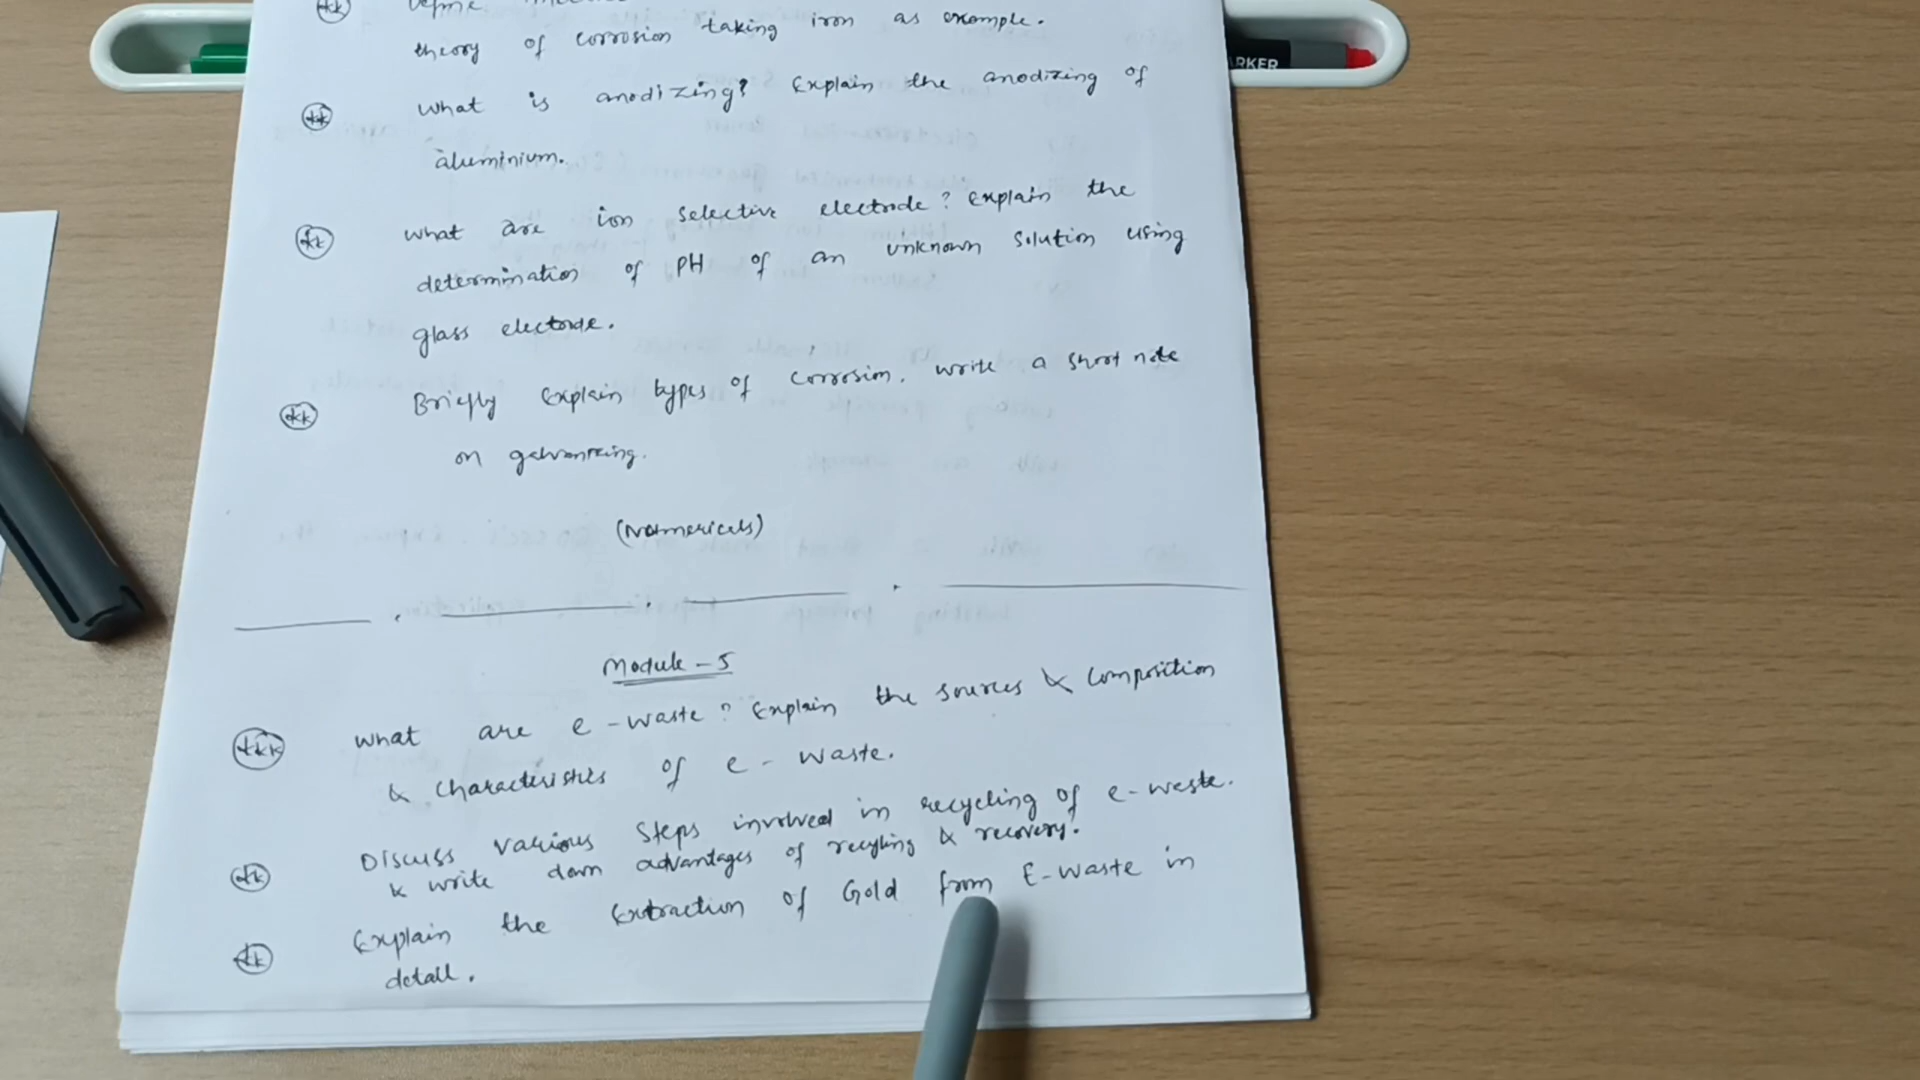 theory of corrosion taking iron as example.
** What is anodizing? Explain the anodizing of
aluminium.
** What are ion selective electrode? Explain the
determination of PH of an unknown solution using
glass electrode.
** Briefly explain types of corrosion. Write a short note
on galvanizing.
(Numericals)
Module - 5
*** What are e-waste? Explain the sources & composition
& characteristics of e-waste.
** Discuss various steps involved in recycling of e-waste.
& write down advantages of recycling & recovery.
** Explain the extraction of Gold from E-waste in
detail.
ARKER